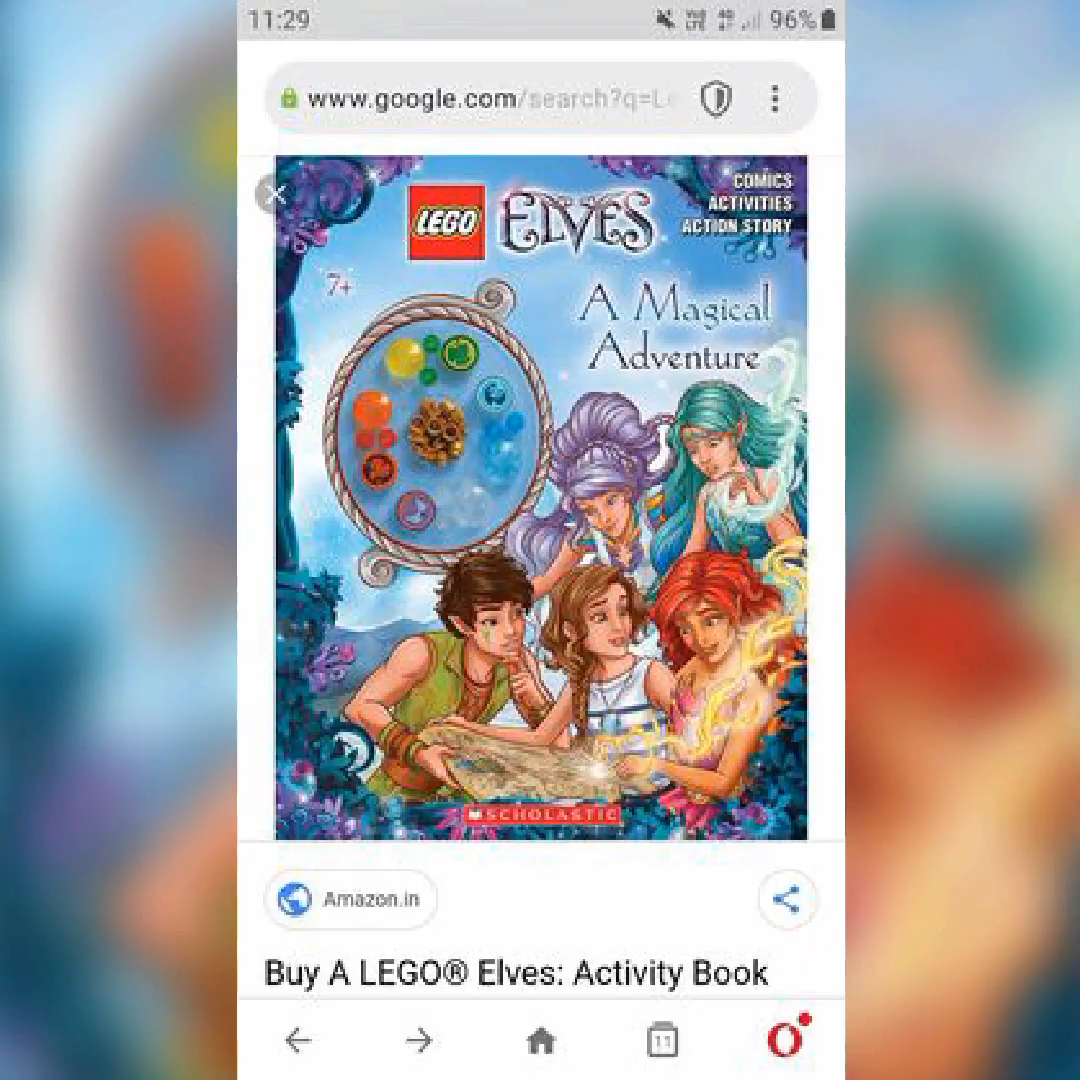 11:29
96%
www.google.com/search?q=L
LEGO ELVES
COMICS
ACTIVITIES
ACTION STORY
7+
A Magical
Adventure
SCHOLASTIC
Amazon.in
Buy A LEGO® Elves: Activity Book
11